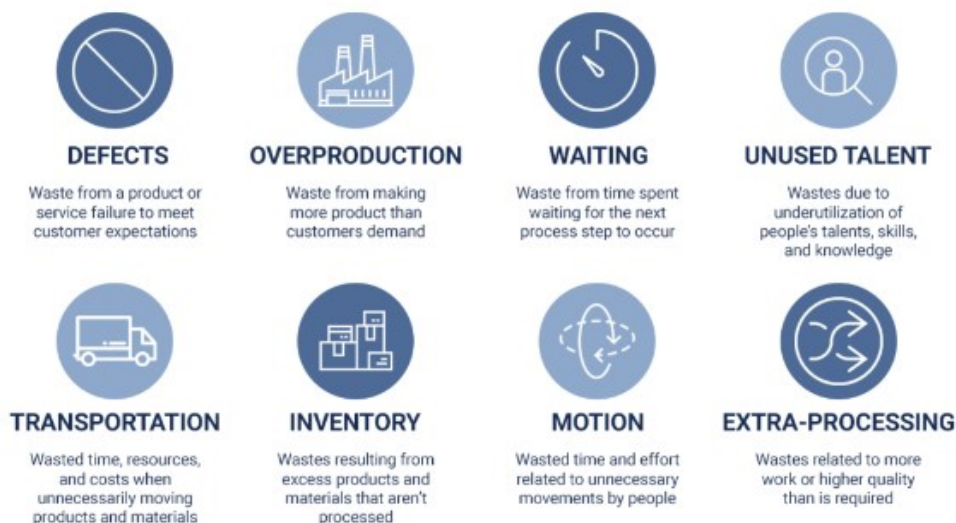 DEFECTS
Waste from a product or
service failure to meet
customer expectations
OVERPRODUCTION
Waste from making
more product than
customers demand
WAITING
Waste from time spent
waiting for the next
process step to occur
UNUSED TALENT
Wastes due to
underutilization of
people's talents, skills,
and knowledge
TRANSPORTATION
Wasted time, resources,
and costs when
unnecessarily moving
products and materials
INVENTORY
Wastes resulting from
excess products and
materials that aren't
processed
MOTION
Wasted time and effort
related to unnecessary
movements by people
EXTRA-PROCESSING
Wastes related to more
work or higher quality
than is required